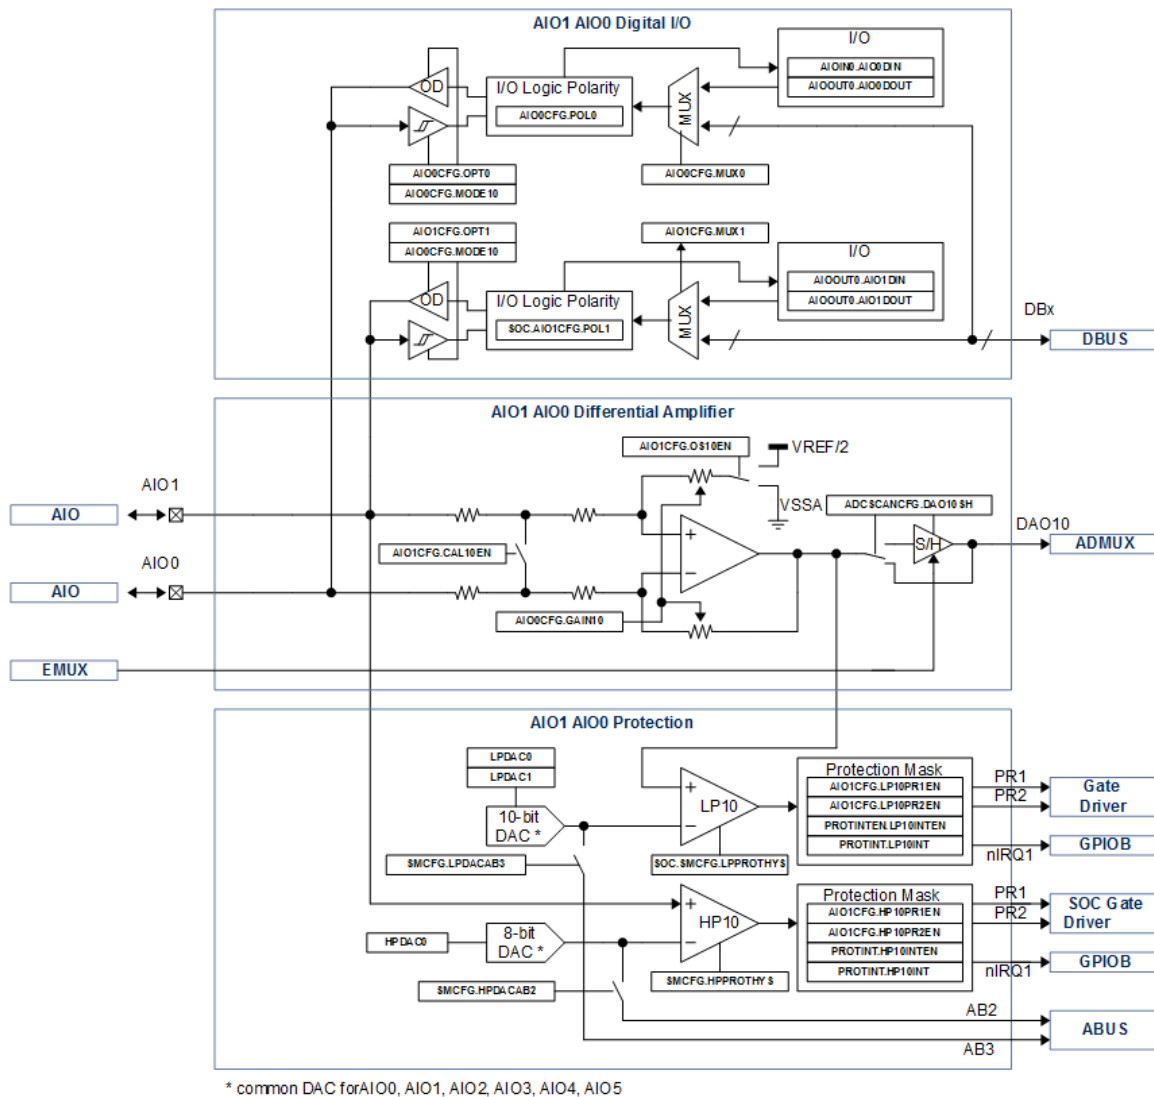 AIO1 AIO0 Digital I/O
I/O
AIOIN0.AIO0DIN
AIOOUT0.AIO0DOUT
OD
I/O Logic Polarity
AIO0CFG.POL0
MUX
AIO0CFG.OPT0
AIO0CFG.MODE10
AIO0CFG.MUX0
AIO1CFG.OPT1
AIO0CFG.MODE10
AIO1CFG.MUX1
I/O
AIOOUT0.AIO1DIN
AIOOUT0.AIO1DOUT
OD
I/O Logic Polarity
SOC.AIO1CFG.POL1
MUX
DBx
DBUS
AIO1 AIO0 Differential Amplifier
AIO1CFG.OS10EN
VREF/2
VSSA
ADCSCANCFG.DAO10SH
AIO1
AIO
DAO10
ADMUX
S/H
+
−
AIO1CFG.CAL10EN
AIO0
AIO
AIO0CFG.GAIN10
EMUX
AIO1 AIO0 Protection
LPDAC0
LPDAC1
10-bit
DAC *
+
LP10
−
Protection Mask
AIO1CFG.LP10PR1EN
AIO1CFG.LP10PR2EN
PROTINTEN.LP10INTEN
PROTINT.LP10INT
PR1
PR2
nIRQ1
Gate
Driver
GPIOB
SMCFG.LPDACAB3
SOC.SMCFG.LPPROTHYS
HPDAC0
8-bit
DAC *
+
HP10
−
Protection Mask
AIO1CFG.HP10PR1EN
AIO1CFG.HP10PR2EN
PROTINT.HP10INTEN
PROTINT.HP10INT
PR1
PR2
nIRQ1
SOC Gate
Driver
GPIOB
SMCFG.HPDACAB2
SMCFG.HPPROTHYS
AB2
AB3
ABUS
* common DAC forAIO0, AIO1, AIO2, AIO3, AIO4, AIO5